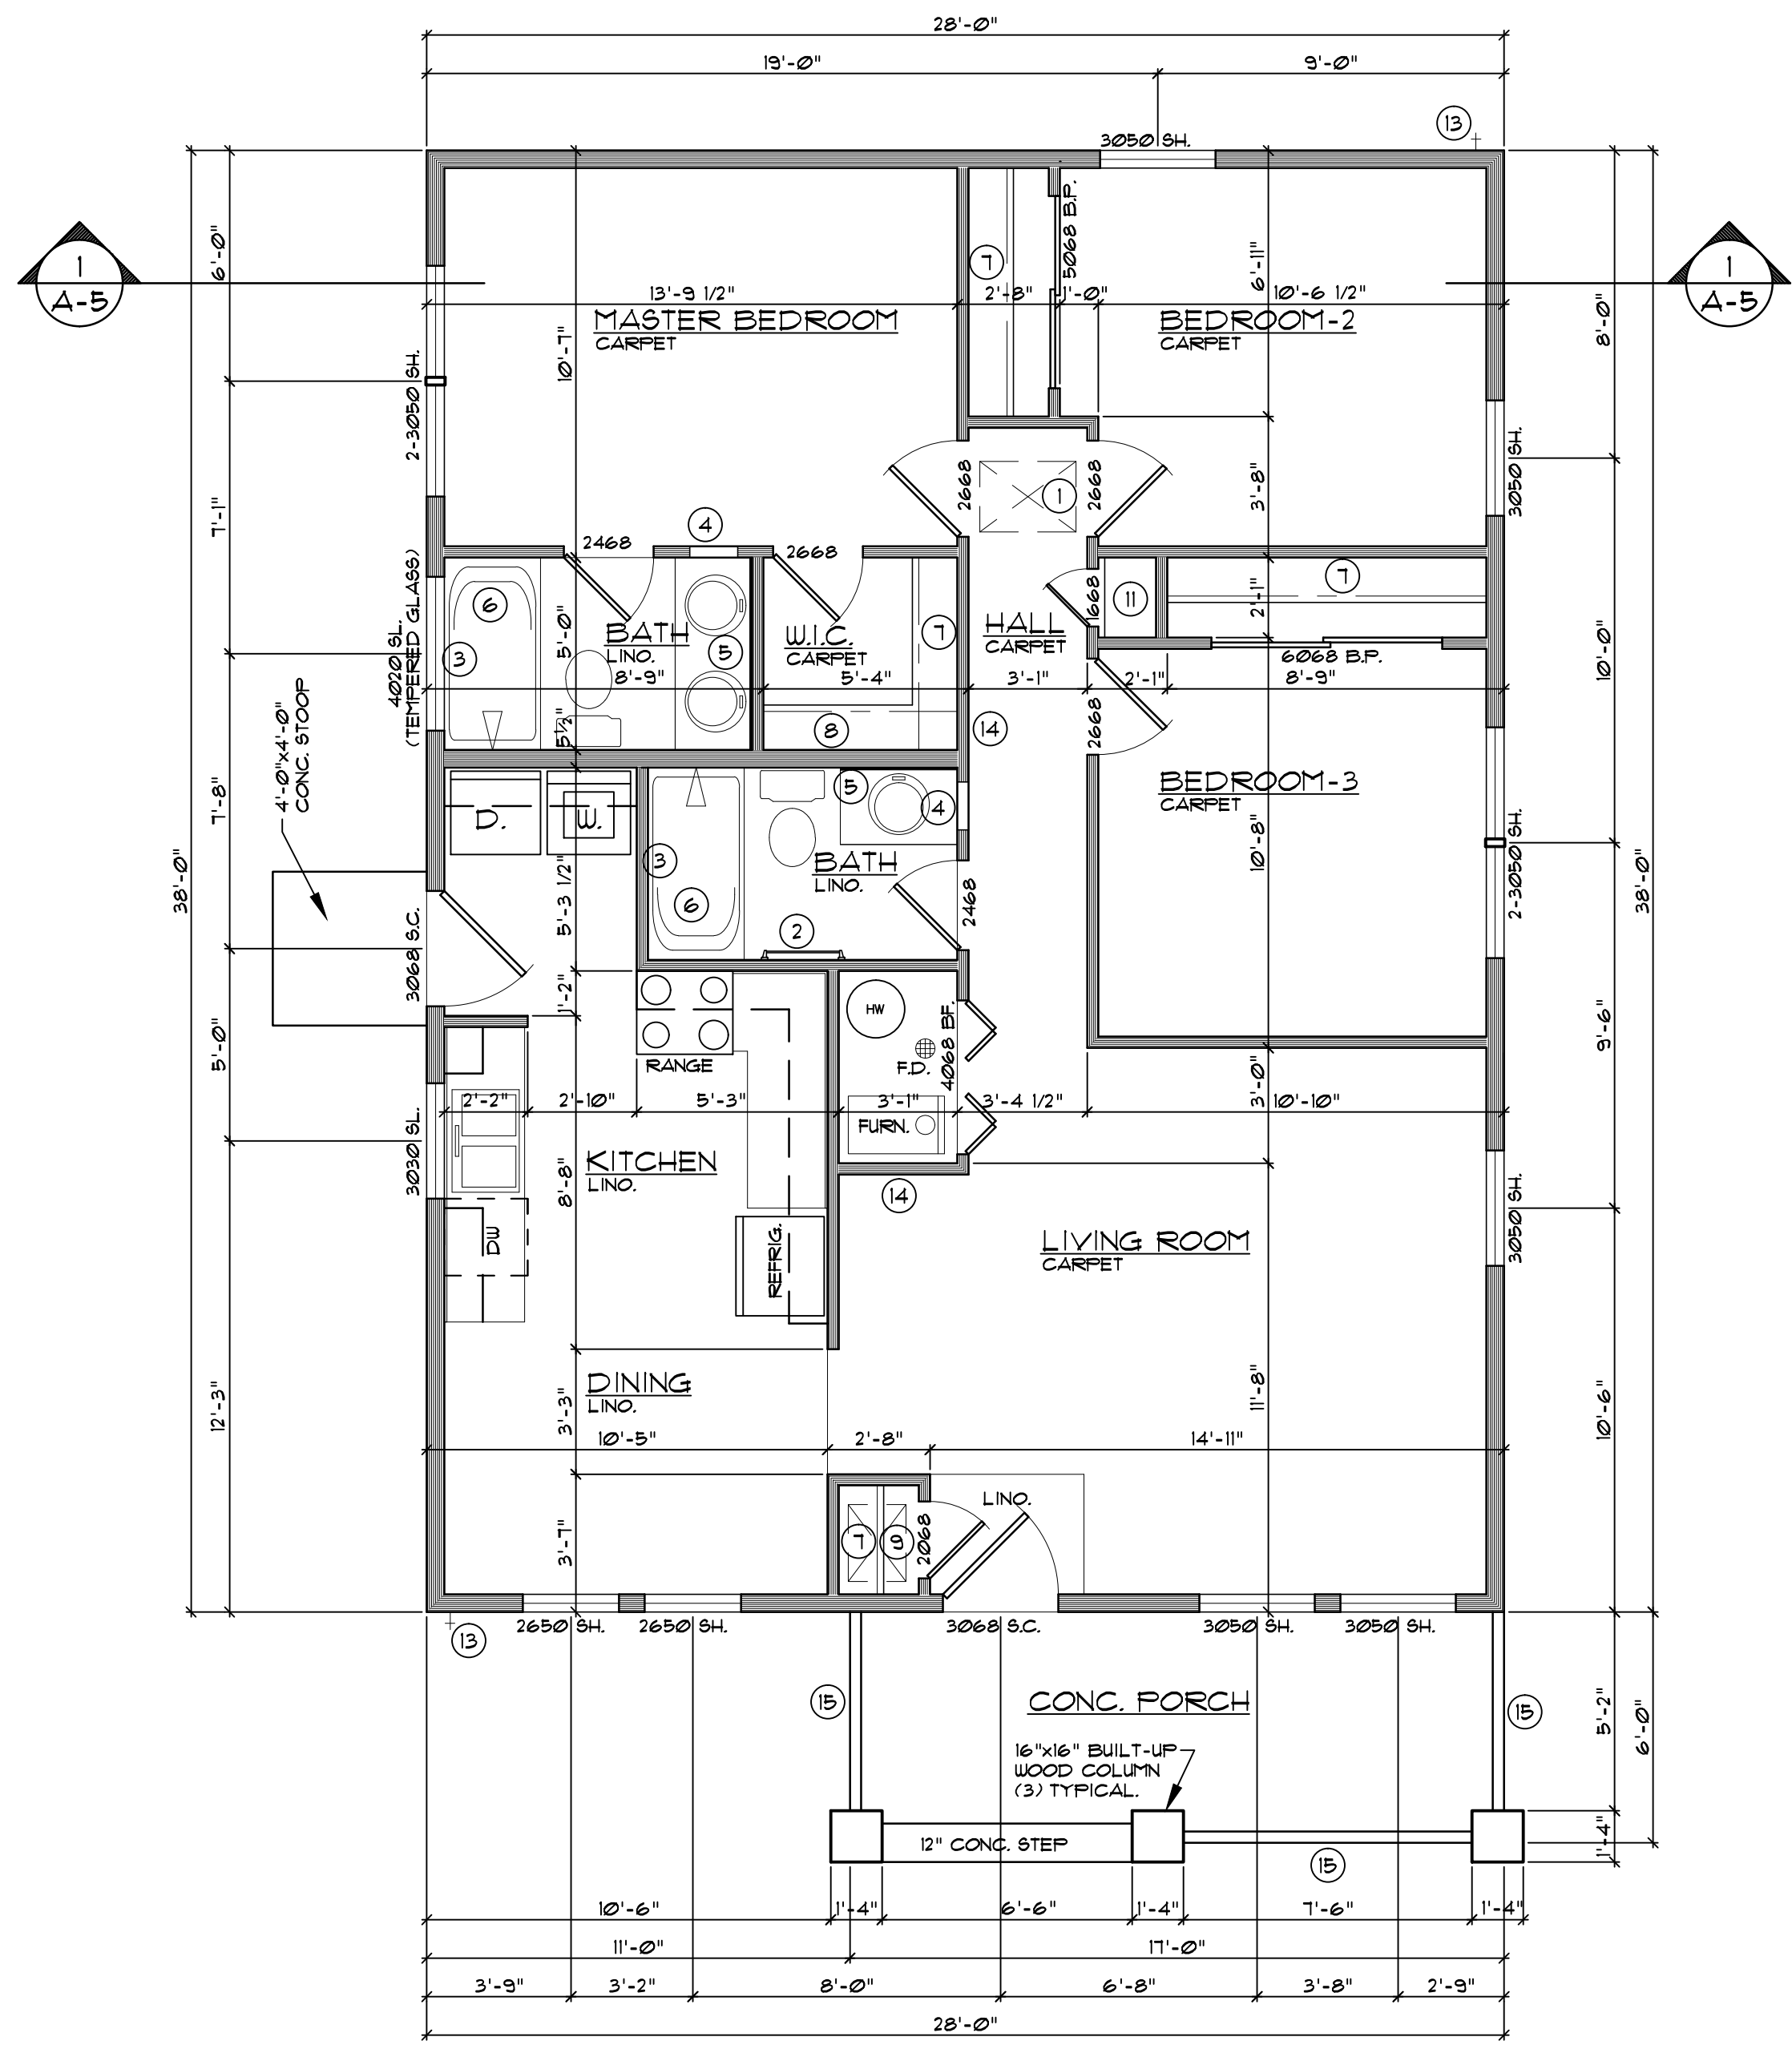 28'-0"
19'-0"
9'-0"
13
3050 SH.
1
A-5
1
A-5
6'-0"
7'-1"
7'-8"
5'-0"
12'-3"
38'-0"
8'-0"
10'-0"
9'-6"
10'-6"
38'-0"
7
5068 B.P.
6'-11"
13'-9 1/2"
2'-8"
1'-0"
10'-6 1/2"
MASTER BEDROOM
CARPET
BEDROOM-2
CARPET
10'-7"
2-3050 SH.
3050 SH.
2668
2668
1
3'-8"
4
2468
2668
4020 SL.
(TEMPERED GLASS)
6
3
5'-0"
BATH
LINO.
5
W.I.C.
CARPET
7
HALL
CARPET
1668
11
2'-1"
7
6068 B.P.
8'-9"
5'-4"
3'-1"
2'-1"
8'-9"
5 1/2"
8
14
2668
4'-0"x4'-0"
CONC. STOOP
D.
W.
3
6
5
4
BATH
LINO.
2
2468
BEDROOM-3
CARPET
10'-8"
2-3050 SH.
3068 S.C.
5'-3 1/2"
1'-2"
RANGE
HW
F.D.
4068 BF.
FURN.
2'-2"
2'-10"
5'-3"
3'-1"
3'-4 1/2"
3'-0"
10'-10"
3030 SL.
KITCHEN
LINO.
8'-8"
DW
REFRIG.
14
LIVING ROOM
CARPET
3050 SH.
DINING
LINO.
3'-3"
11'-8"
10'-5"
2'-8"
14'-11"
LINO.
3'-7"
7
9
2068
13
2650 SH.
2650 SH.
3068 S.C.
3050 SH.
3050 SH.
15
CONC. PORCH
15
16"x16" BUILT-UP
WOOD COLUMN
(3) TYPICAL.
12" CONC. STEP
15
5'-2"
6'-0"
1'-4"
10'-6"
1'-4"
6'-6"
1'-4"
7'-6"
1'-4"
11'-0"
17'-0"
3'-9"
3'-2"
8'-0"
6'-8"
3'-8"
2'-9"
28'-0"